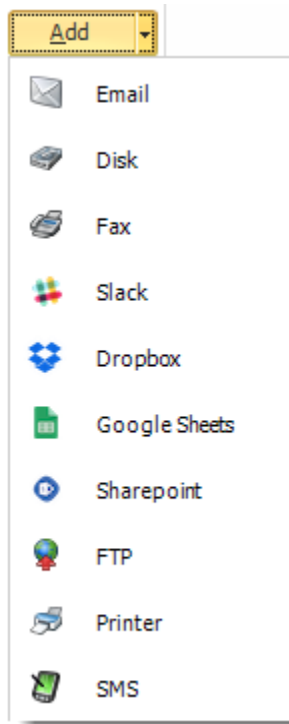 Add
Email
Disk
Fax
Slack
Dropbox
Google Sheets
Sharepoint
FTP
Printer
SMS